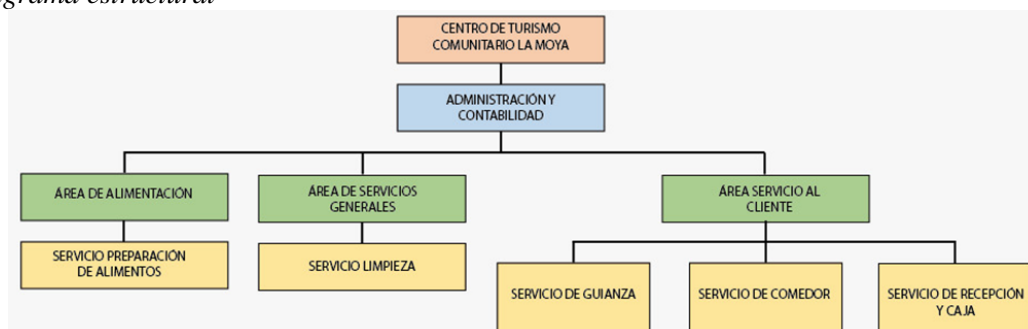 grama estructural
CENTRO DE TURISMO
COMUNITARIO LA MOYA
ADMINISTRACIÓN Y
CONTABILIDAD
ÁREA DE ALIMENTACIÓN
ÁREA DE SERVICIOS
GENERALES
ÁREA SERVICIO AL
CLIENTE
SERVICIO PREPARACIÓN
DE ALIMENTOS
SERVICIO LIMPIEZA
SERVICIO DE GUIANZA
SERVICIO DE COMEDOR
SERVICIO DE RECEPCIÓN
Y CAJA